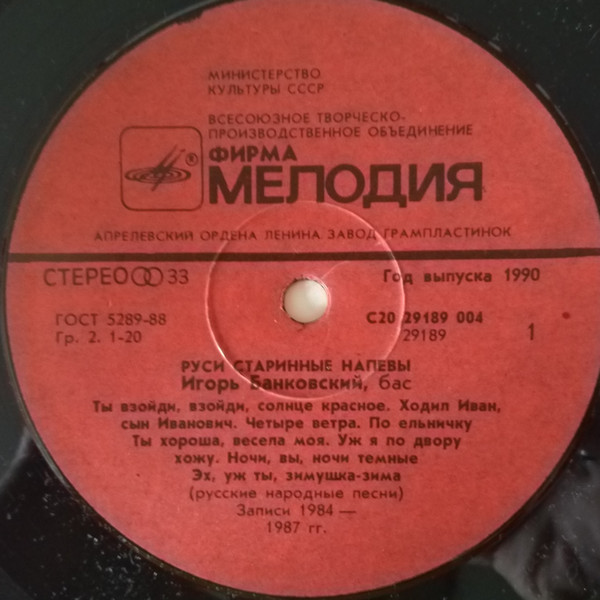 МИНИСТЕРСТВО
КУЛЬТУРЫ СССР
ВСЕСОЮЗНОЕ ТВОРЧЕСКО-
ПРОИЗВОДСТВЕННОЕ ОБЪЕДИНЕНИЕ
ФИРМА
® МЕЛОДИЯ
АПРЕЛЕВСКИЙ ОРДЕНА ЛЕНИНА ЗАВОД ГРАМПЛАСТИНОК
СТЕРЕО 33 Год выпуска 1990
ГОСТ 5289-88 С20 29189 004
Гр. 2. 1-20 29189 1
РУСИ СТАРИННЫЕ НАПЕВЫ
Игорь Банковский, бас
Ты взойди, взойди, солнце красное. Ходил Иван,
сын Иванович. Четыре ветра. По ельничку
Ты хороша, весела моя. Уж я по двору
хожу. Ночи, вы, ночи темные
Эх, уж ты, зимушка-зима
(русские народные песни)
Записи 1984 —
1987 гг.